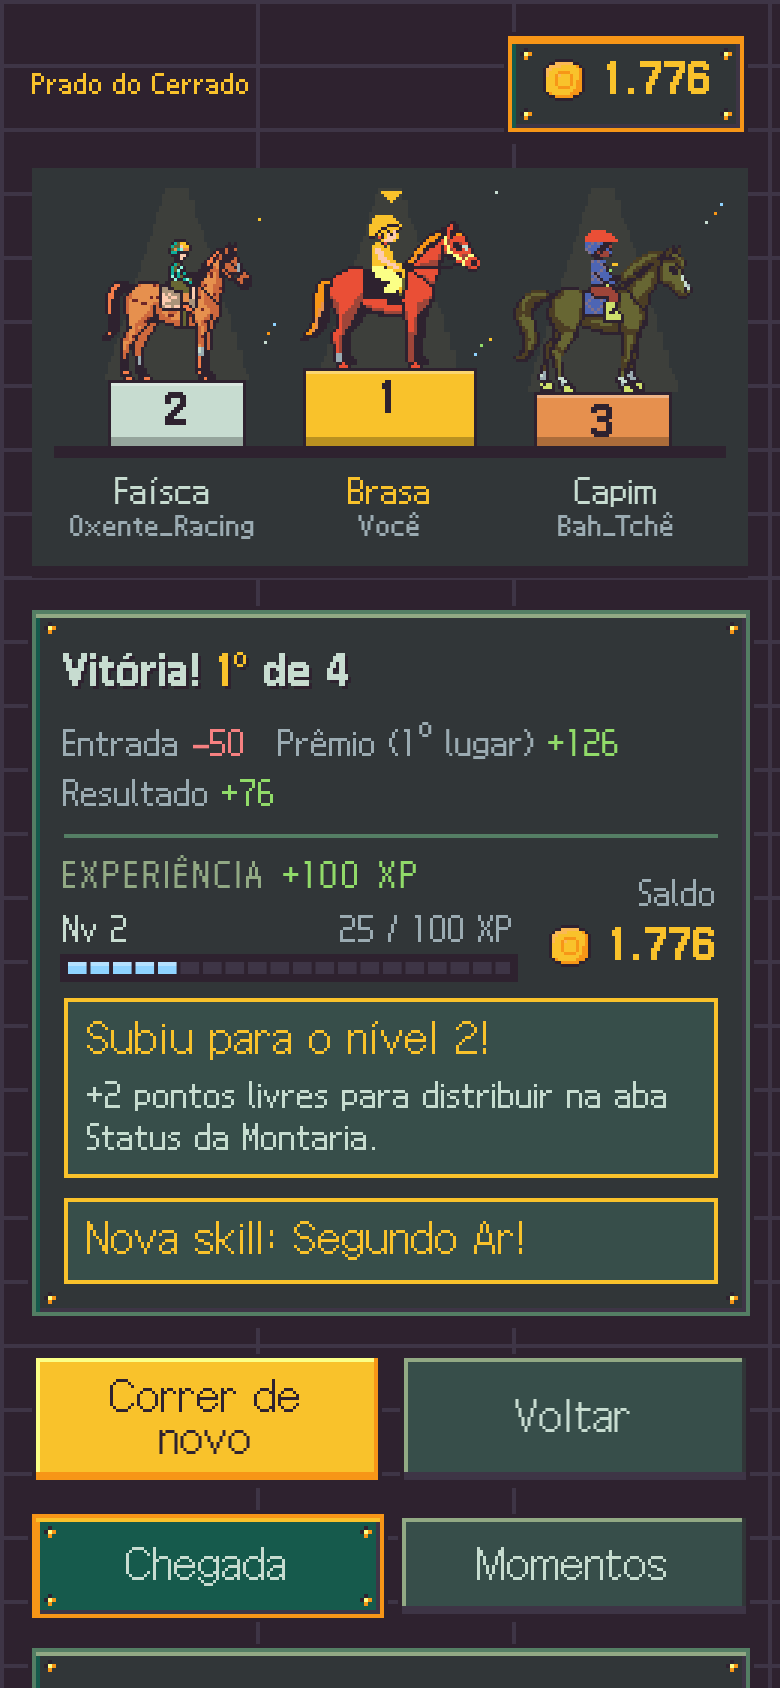 Prado do Cerrado
1.776
2
1
3
Faísca
Brasa
Capim
Oxente_Racing
Você
Bah_Tchê
Vitória! 1º de 4
Entrada -50 Prêmio (1º lugar) +126
Resultado +76
EXPERIÊNCIA +100 XP
Saldo
Nv 2
25 / 100 XP
1.776
Subiu para o nível 2!
+2 pontos livres para distribuir na aba
Status da Montaria.
Nova skill: Segundo Ar!
Correr de
novo
Voltar
Chegada
Momentos